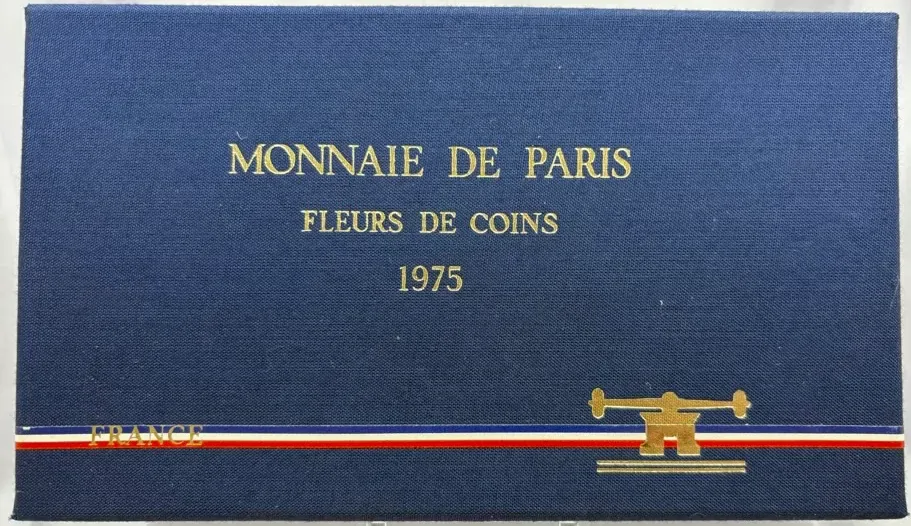 MONNAIE DE PARIS
FLEURS DE COINS
1975
FRANCE